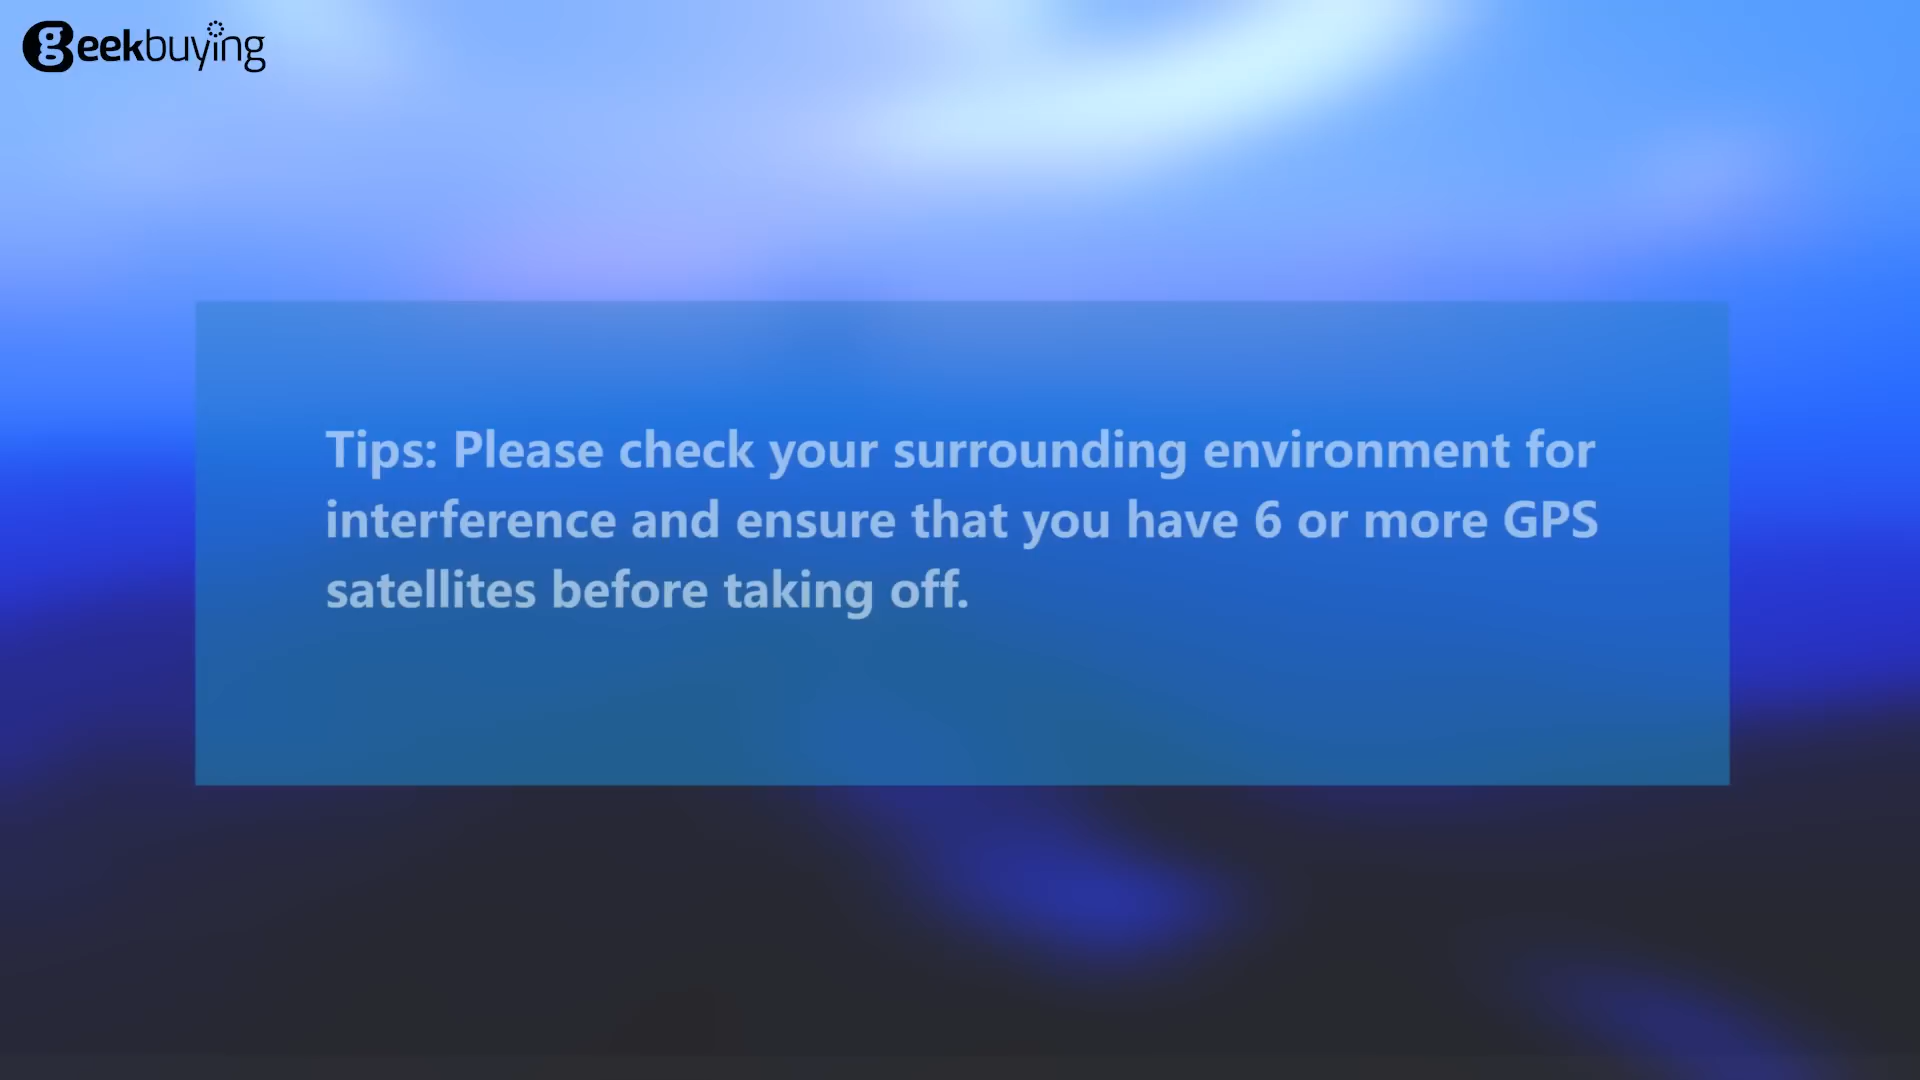 geekbuying
Tips: Please check your surrounding environment for
interference and ensure that you have 6 or more GPS
satellites before taking off.